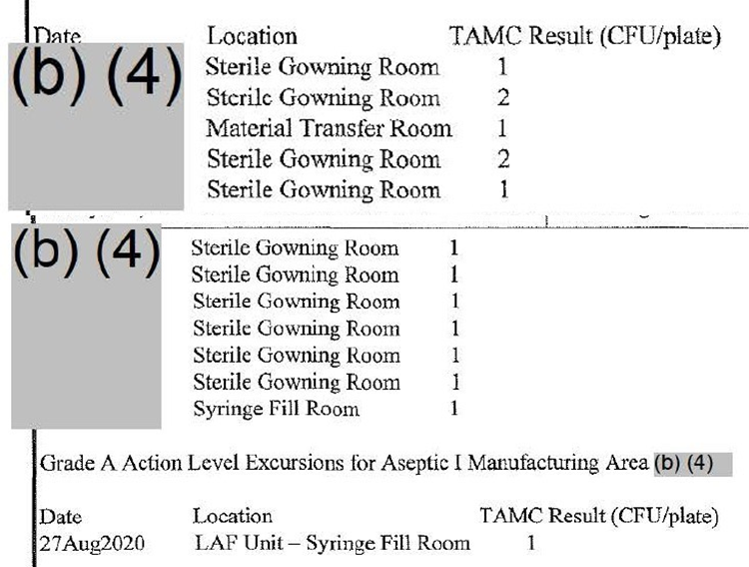 Date Location TAMC Result (CFU/plate)
(b) (4)
Sterile Gowning Room 1
Sterile Gowning Room 2
Material Transfer Room 1
Sterile Gowning Room 2
Sterile Gowning Room 1
(b) (4)
Sterile Gowning Room 1
Sterile Gowning Room 1
Sterile Gowning Room 1
Sterile Gowning Room 1
Sterile Gowning Room 1
Sterile Gowning Room 1
Syringe Fill Room 1
Grade A Action Level Excursions for Aseptic I Manufacturing Area (b) (4)
Date Location TAMC Result (CFU/plate)
27Aug2020 LAF Unit – Syringe Fill Room 1